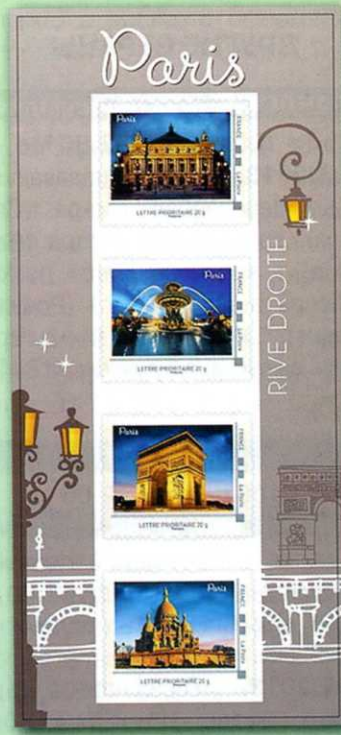 Paris
Paris
FRANCE
La Poste
LETTRE PRIORITAIRE 20 g
RIVE DROITE
Paris
FRANCE
La Poste
LETTRE PRIORITAIRE 20 g
Paris
FRANCE
La Poste
LETTRE PRIORITAIRE 20 g
Paris
FRANCE
La Poste
LETTRE PRIORITAIRE 20 g